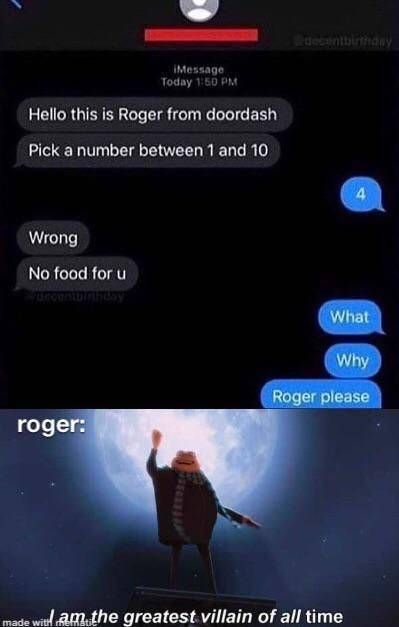 @decentbirthday
iMessage
Today 1:50 PM
Hello this is Roger from doordash
Pick a number between 1 and 10
4
Wrong
No food for u
@decentbirthday
What
Why
Roger please
roger:
I am the greatest villain of all time
made with mematic